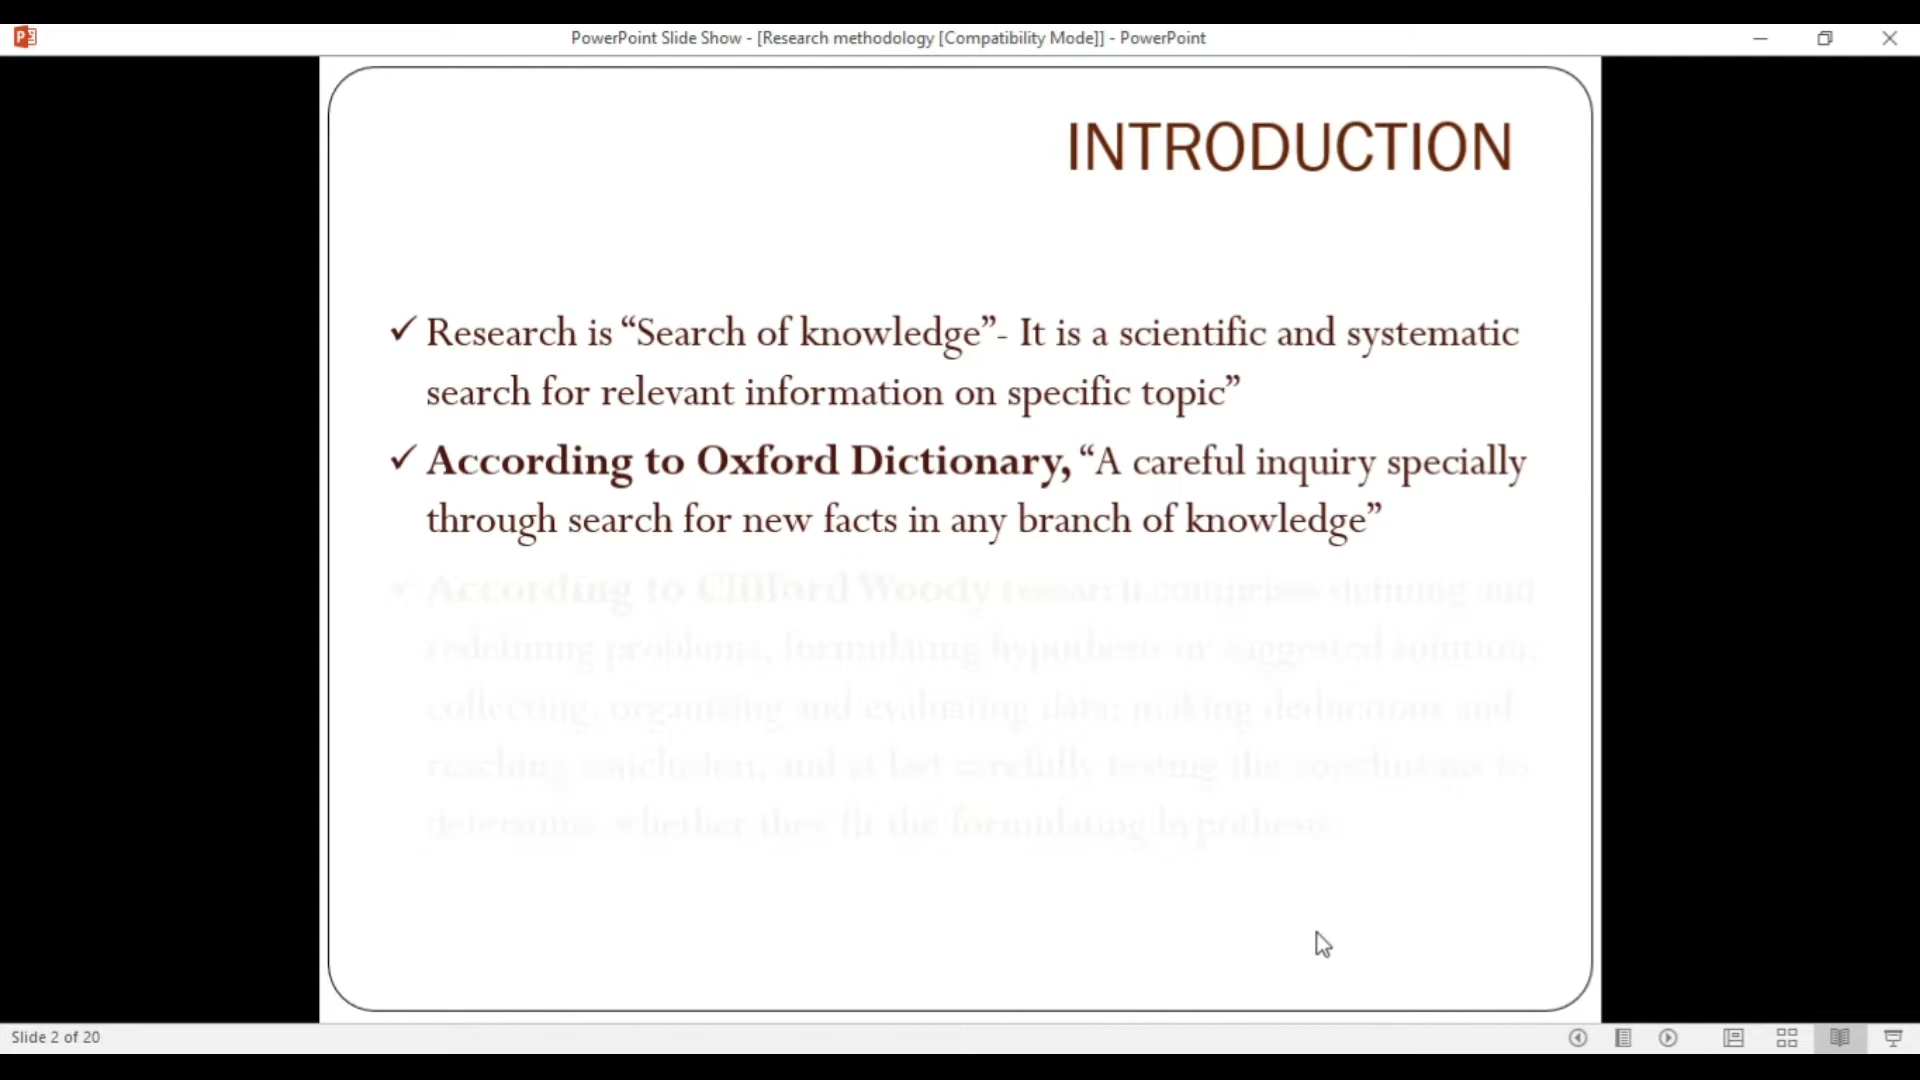 PowerPoint Slide Show - [Research methodology [Compatibility Mode]] - PowerPoint
INTRODUCTION
✓ Research is “Search of knowledge”- It is a scientific and systematic
search for relevant information on specific topic”
✓ According to Oxford Dictionary, “A careful inquiry specially
through search for new facts in any branch of knowledge”
✓ According to Clifford Woody research comprises defining and
redefining problems, formulating hypothesis or suggested solution;
collecting, organising and evaluating data; making deductions and
reaching conclusion; and at last carefully testing the conclusions to
determine whether they fit the formulating hypothesis
Slide 2 of 20